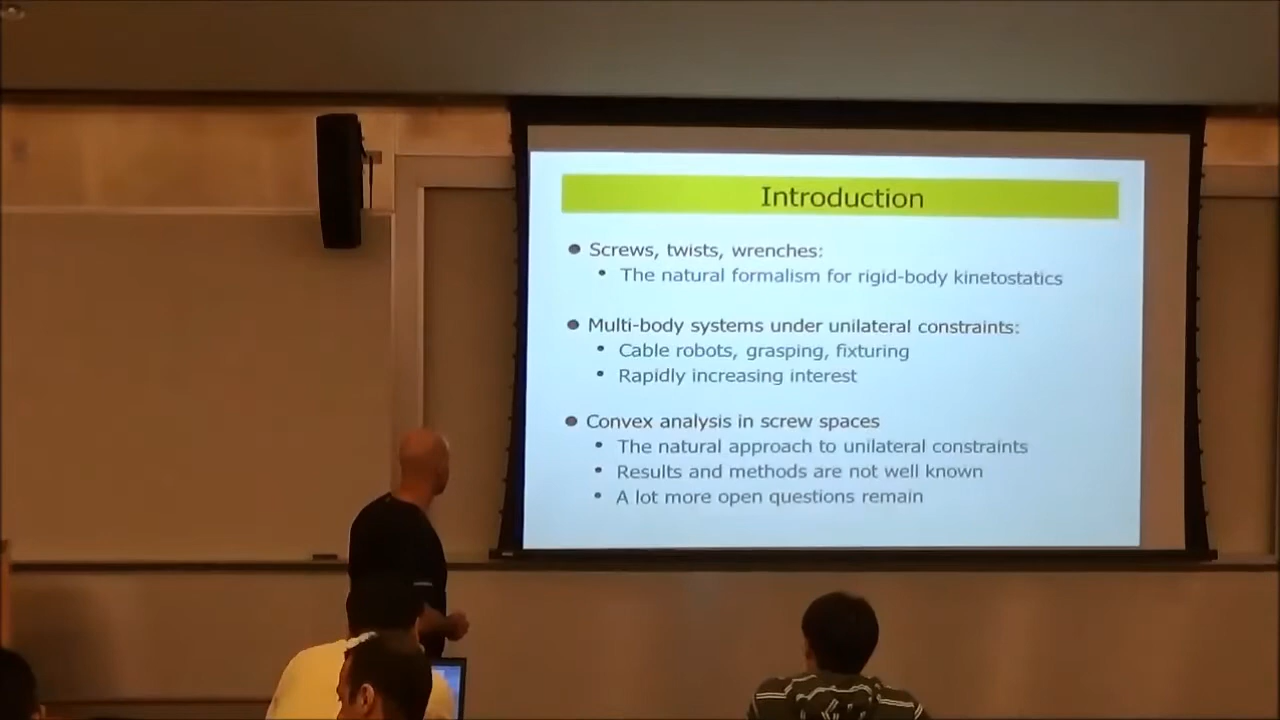 Introduction
Screws, twists, wrenches:
The natural formalism for rigid-body kinetostatics
Multi-body systems under unilateral constraints:
Cable robots, grasping, fixturing
Rapidly increasing interest
Convex analysis in screw spaces
The natural approach to unilateral constraints
Results and methods are not well known
A lot more open questions remain